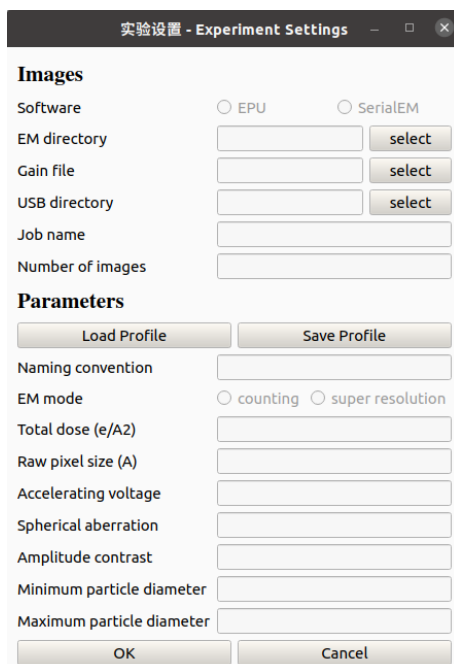 实验设置 - Experiment Settings
Images
Software EPU SerialEM
EM directory select
Gain file select
USB directory select
Job name
Number of images
Parameters
Load Profile Save Profile
Naming convention
EM mode counting super resolution
Total dose (e/A2)
Raw pixel size (A)
Accelerating voltage
Spherical aberration
Amplitude contrast
Minimum particle diameter
Maximum particle diameter
OK Cancel